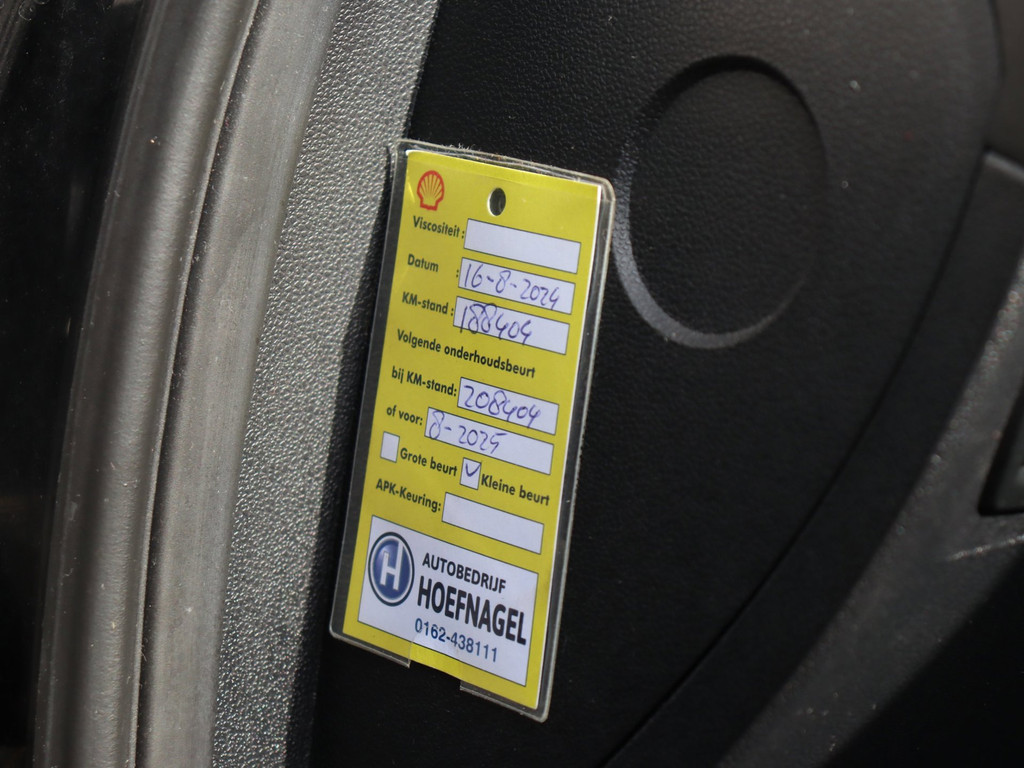 Viscositeit:
Datum : 16-8-2024
KM-stand : 188404
Volgende onderhoudsbeurt
bij KM-stand: 208404
of voor: 8-2025
Grote beurt Kleine beurt
APK-Keuring:
H AUTOBEDRIJF
HOEFNAGEL
0162-438111